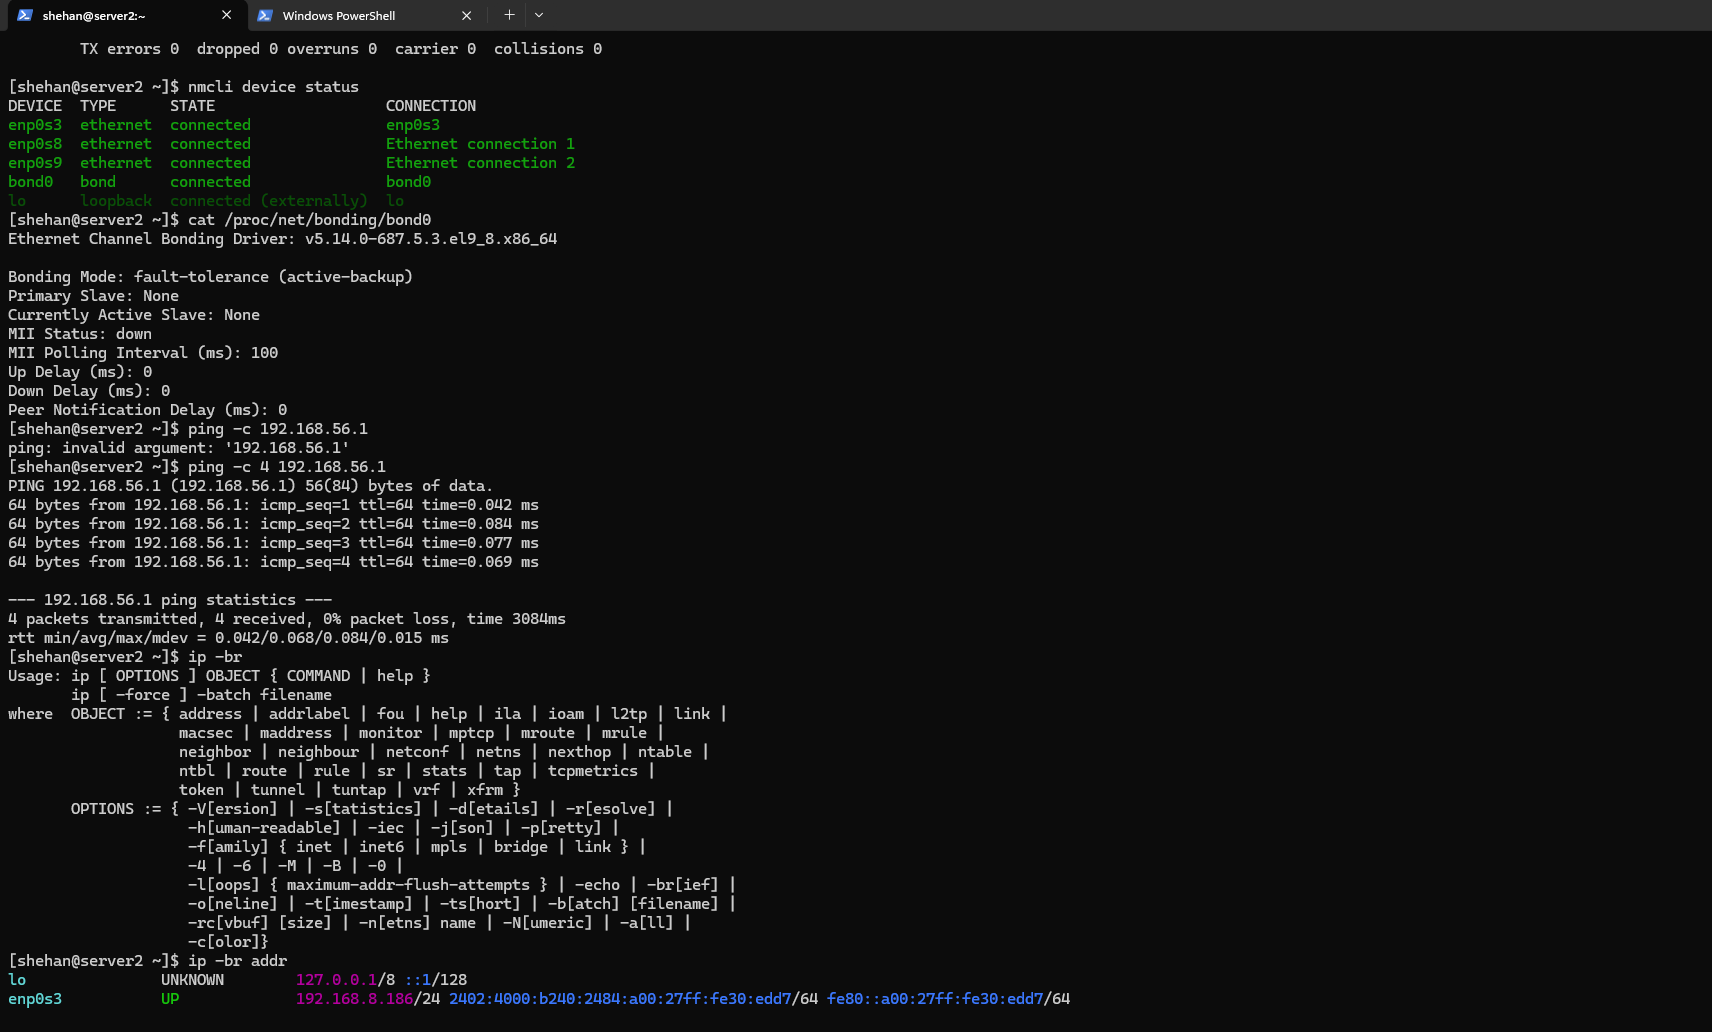 shehan@server2:~ Windows PowerShell
TX errors 0  dropped 0 overruns 0  carrier 0  collisions 0
[shehan@server2 ~]$ nmcli device status
DEVICE  TYPE      STATE                   CONNECTION
enp0s3  ethernet  connected               enp0s3
enp0s8  ethernet  connected               Ethernet connection 1
enp0s9  ethernet  connected               Ethernet connection 2
bond0   bond      connected               bond0
lo      loopback  connected (externally)  lo
[shehan@server2 ~]$ cat /proc/net/bonding/bond0
Ethernet Channel Bonding Driver: v5.14.0-687.5.3.el9_8.x86_64
Bonding Mode: fault-tolerance (active-backup)
Primary Slave: None
Currently Active Slave: None
MII Status: down
MII Polling Interval (ms): 100
Up Delay (ms): 0
Down Delay (ms): 0
Peer Notification Delay (ms): 0
[shehan@server2 ~]$ ping -c 192.168.56.1
ping: invalid argument: '192.168.56.1'
[shehan@server2 ~]$ ping -c 4 192.168.56.1
PING 192.168.56.1 (192.168.56.1) 56(84) bytes of data.
64 bytes from 192.168.56.1: icmp_seq=1 ttl=64 time=0.042 ms
64 bytes from 192.168.56.1: icmp_seq=2 ttl=64 time=0.084 ms
64 bytes from 192.168.56.1: icmp_seq=3 ttl=64 time=0.077 ms
64 bytes from 192.168.56.1: icmp_seq=4 ttl=64 time=0.069 ms
--- 192.168.56.1 ping statistics ---
4 packets transmitted, 4 received, 0% packet loss, time 3084ms
rtt min/avg/max/mdev = 0.042/0.068/0.084/0.015 ms
[shehan@server2 ~]$ ip -br
Usage: ip [ OPTIONS ] OBJECT { COMMAND | help }
       ip [ -force ] -batch filename
where  OBJECT := { address | addrlabel | fou | help | ila | ioam | l2tp | link |
                   macsec | maddress | monitor | mptcp | mroute | mrule |
                   neighbor | neighbour | netconf | netns | nexthop | ntable |
                   ntbl | route | rule | sr | stats | tap | tcpmetrics |
                   token | tunnel | tuntap | vrf | xfrm }
       OPTIONS := { -V[ersion] | -s[tatistics] | -d[etails] | -r[esolve] |
                    -h[uman-readable] | -iec | -j[son] | -p[retty] |
                    -f[amily] { inet | inet6 | mpls | bridge | link } |
                    -4 | -6 | -M | -B | -0 |
                    -l[oops] { maximum-addr-flush-attempts } | -echo | -br[ief] |
                    -o[neline] | -t[imestamp] | -ts[hort] | -b[atch] [filename] |
                    -rc[vbuf] [size] | -n[etns] name | -N[umeric] | -a[ll] |
                    -c[olor]}
[shehan@server2 ~]$ ip -br addr
lo               UNKNOWN        127.0.0.1/8 ::1/128
enp0s3           UP             192.168.8.186/24 2402:4000:b240:2484:a00:27ff:fe30:edd7/64 fe80::a00:27ff:fe30:edd7/64